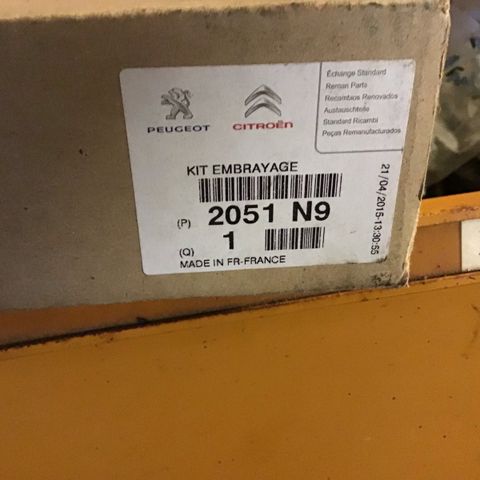 PEUGEOT
CITROËN
Échange Standard
Reman Parts
Recambios Renovados
Austauschteile
Standard Ricambi
Peças Remanufacturados
KIT EMBRAYAGE
(P) 2051 N9
(Q) 1
MADE IN FR-FRANCE
21/04/2015-13:30:55